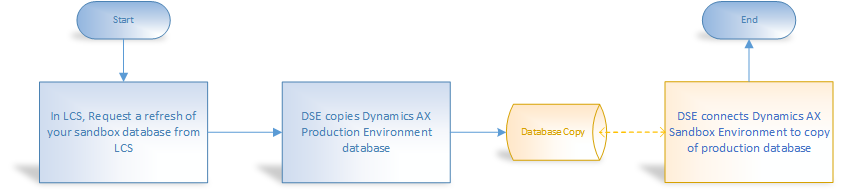 Start
End
In LCS, Request a refresh of
your sandbox database from
LCS
DSE copies Dynamics AX
Production Environment
database
Database Copy
DSE connects Dynamics AX
Sandbox Environment to copy
of production database